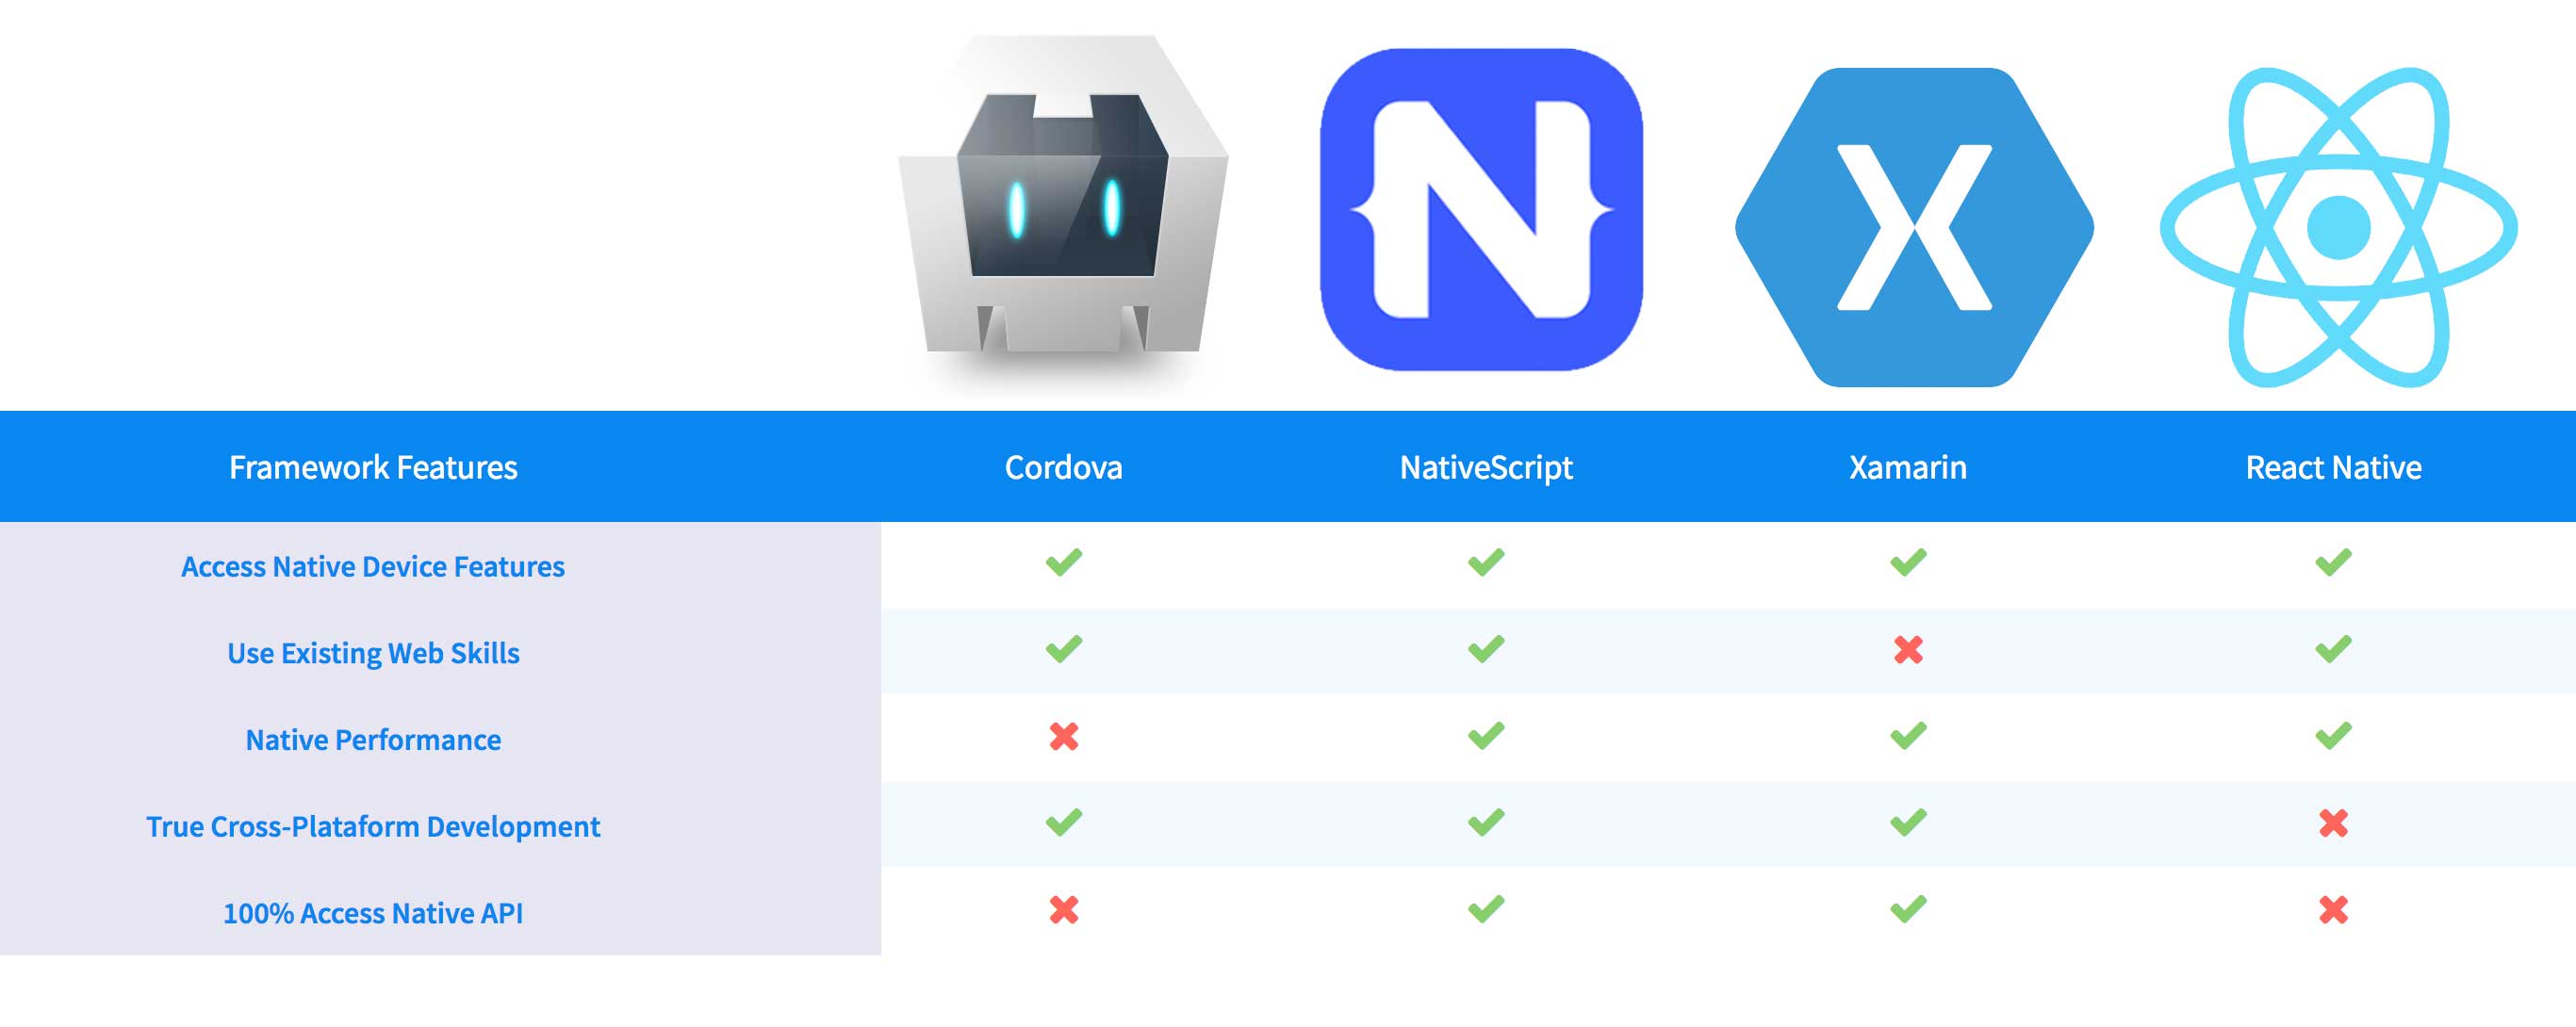 Framework Features Cordova NativeScript Xamarin React Native
Access Native Device Features
Use Existing Web Skills
Native Performance
True Cross-Plataform Development
100% Access Native API